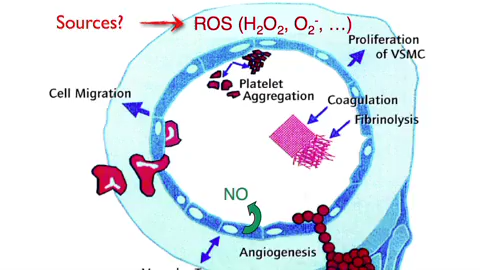 Sources?
ROS (H₂O₂, O₂⁻, …)
Proliferation
of VSMC
Platelet
Aggregation
Cell Migration
Coagulation
Fibrinolysis
NO
Angiogenesis